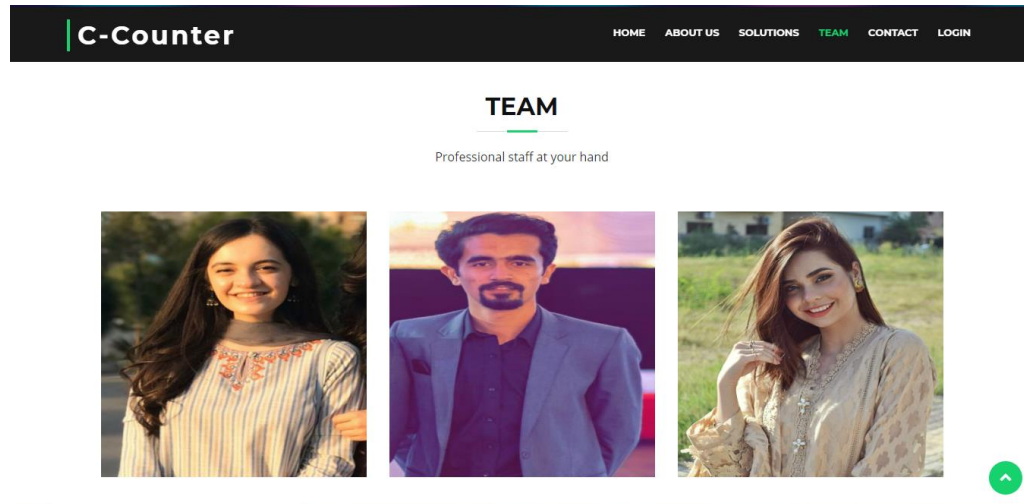 C-Counter
HOME ABOUT US SOLUTIONS TEAM CONTACT LOGIN
TEAM
Professional staff at your hand